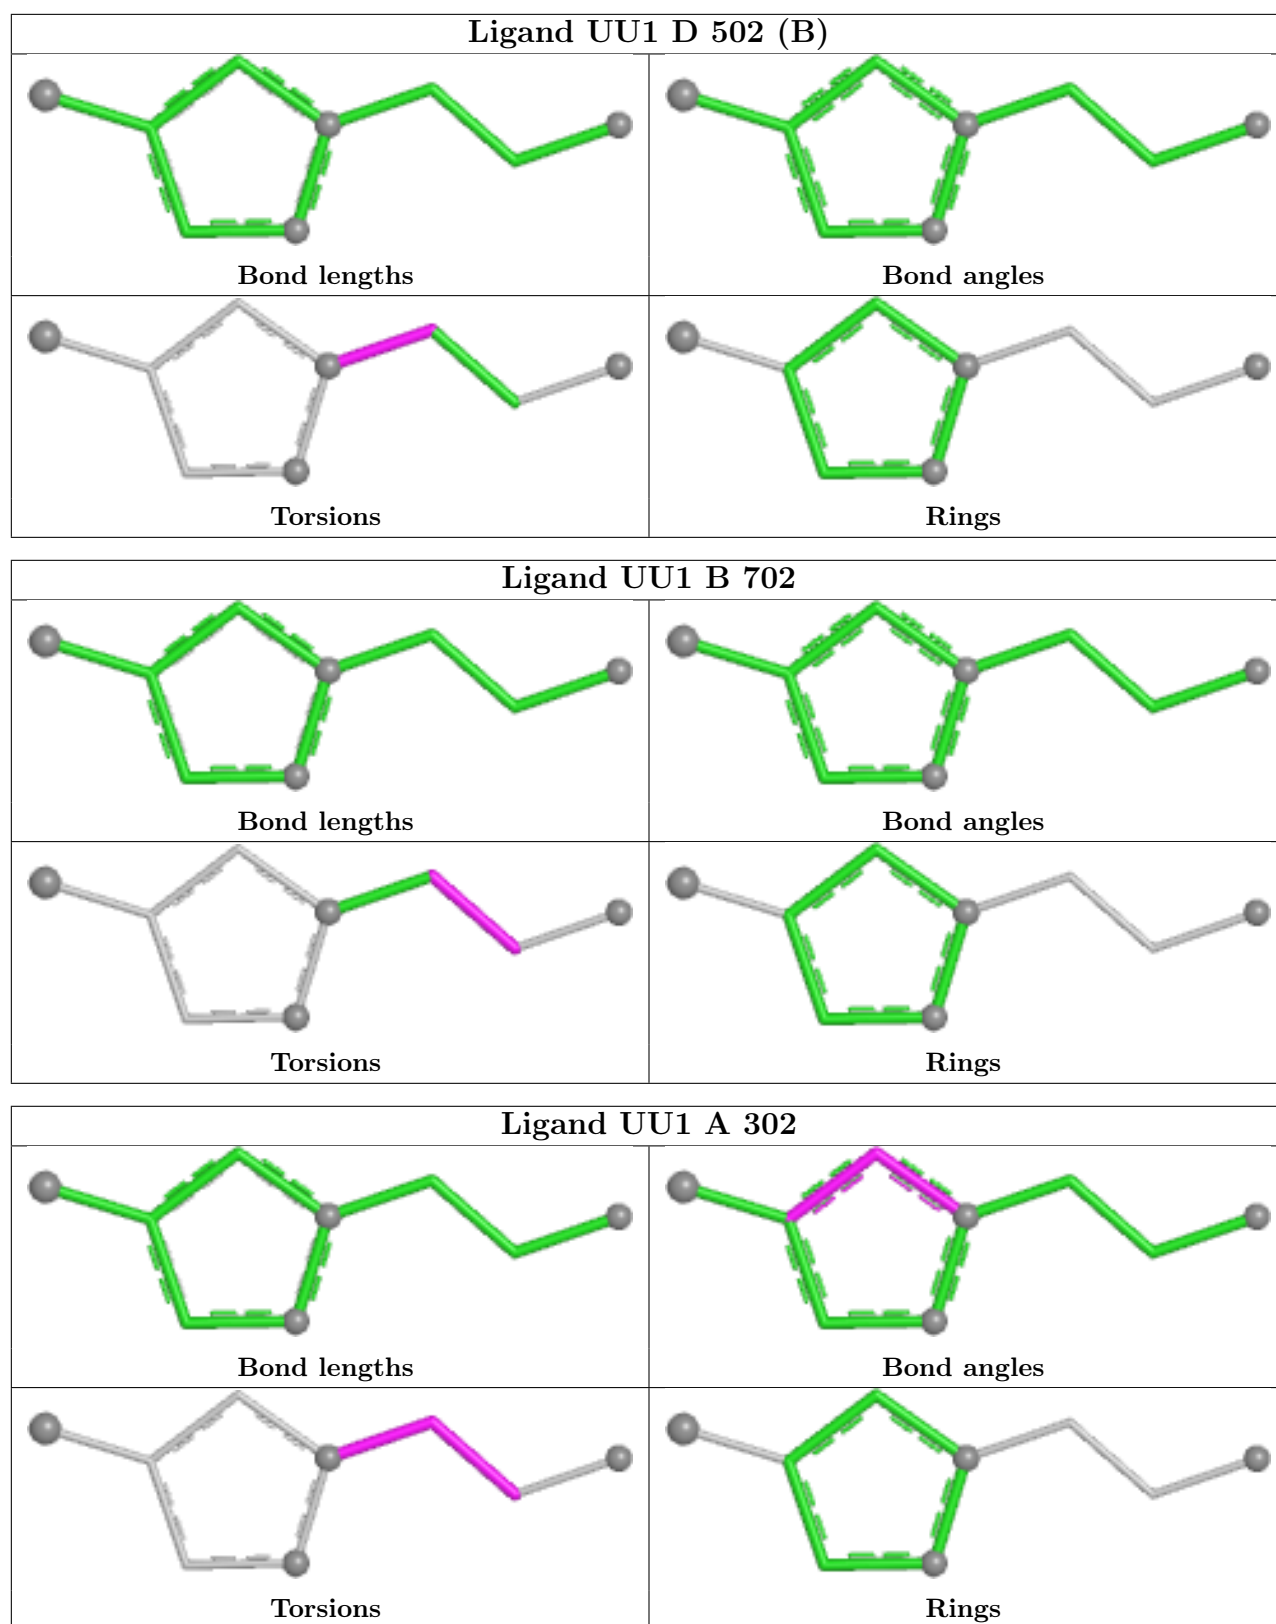 Ligand UU1 D 502 (B)
Bond lengths
Bond angles
Torsions
Rings
Ligand UU1 B 702
Bond lengths
Bond angles
Torsions
Rings
Ligand UU1 A 302
Bond lengths
Bond angles
Torsions
Rings